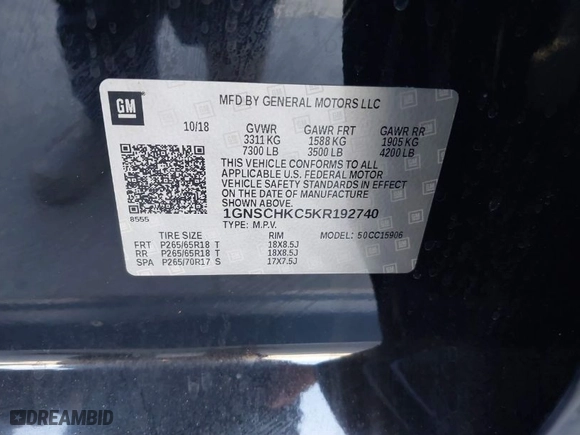 GM
MFD BY GENERAL MOTORS LLC
10/18 GVWR GAWR FRT GAWR RR
3311 KG 1588 KG 1905 KG
7300 LB 3500 LB 4200 LB
THIS VEHICLE CONFORMS TO ALL
APPLICABLE U.S. FEDERAL MOTOR
VEHICLE SAFETY AND THEFT PREVENTION
STANDARDS IN EFFECT ON THE
DATE OF MANUFACTURE
SHOWN ABOVE.
8555 1GNSCHKC5KR192740
TYPE: M.P.V. MODEL: 50CC15906
TIRE SIZE RIM
FRT P265/65R18 T 18X8.5J
RR P265/65R18 T 18X8.5J
SPA P265/70R17 S 17X7.5J
DREAMBID